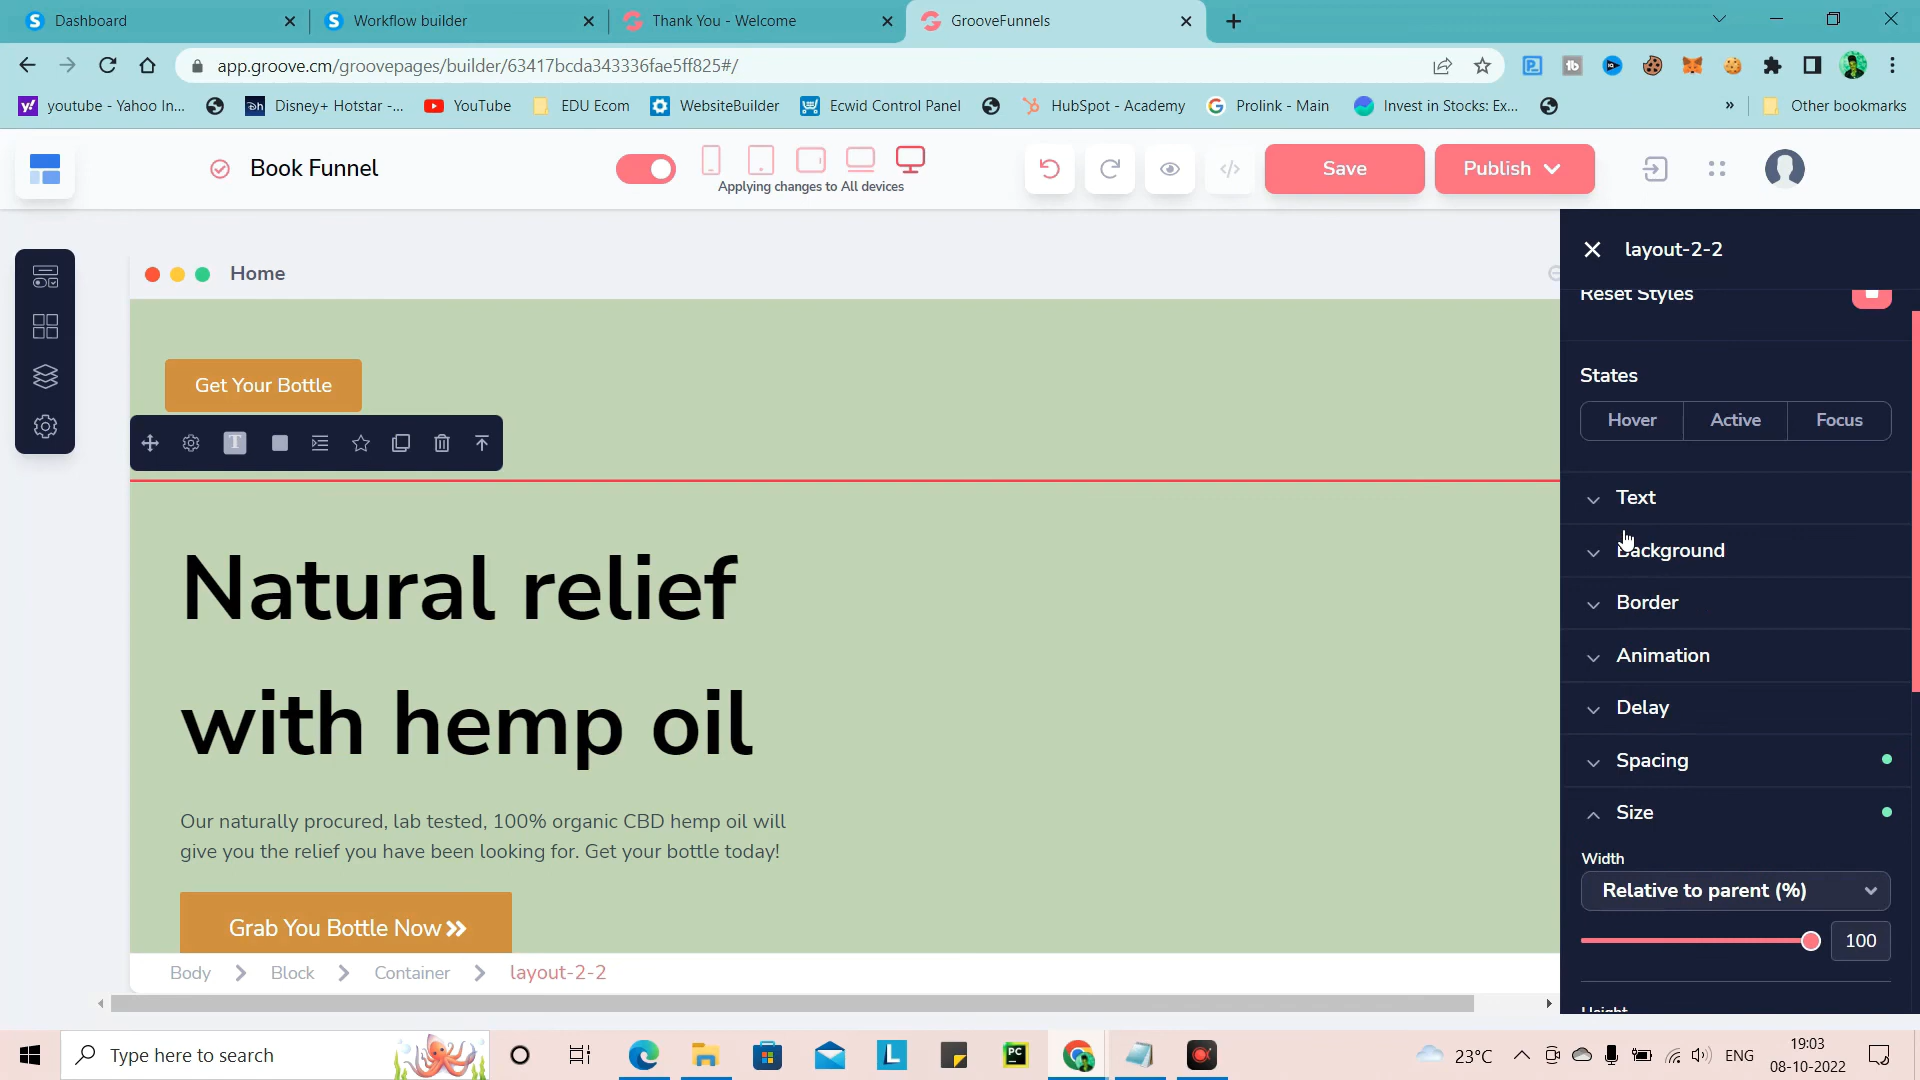 Dashboard
Workflow builder
Thank You - Welcome
GrooveFunnels
app.groove.cm/groovepages/builder/63417bcda343336fae5ff825#/
youtube - Yahoo In...
Disney+ Hotstar -...
YouTube
EDU Ecom
WebsiteBuilder
Ecwid Control Panel
HubSpot - Academy
Prolink - Main
Invest in Stocks: Ex...
»
Other bookmarks
Book Funnel
Applying changes to All devices
Save
Publish
Home
Get Your Bottle
Natural relief
with hemp oil
Our naturally procured, lab tested, 100% organic CBD hemp oil will
give you the relief you have been looking for. Get your bottle today!
Grab You Bottle Now
Body
Block
Container
layout-2-2
layout-2-2
Reset Styles
States
Hover
Active
Focus
Text
Background
Border
Animation
Delay
Spacing
Size
Width
Relative to parent (%)
100
Height
Type here to search
23°C
ENG
19:03
08-10-2022